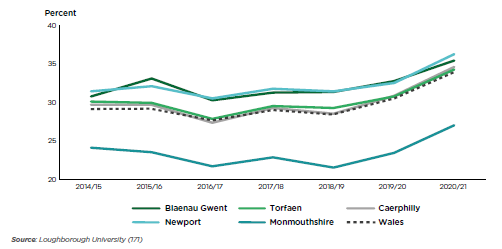 Percent
40
35
30
25
20
2014/15 2015/16 2016/17 2017/18 2018/19 2019/20 2020/21
Blaenau Gwent Torfaen Caerphilly
Newport Monmouthshire Wales
Source: Loughborough University (171)